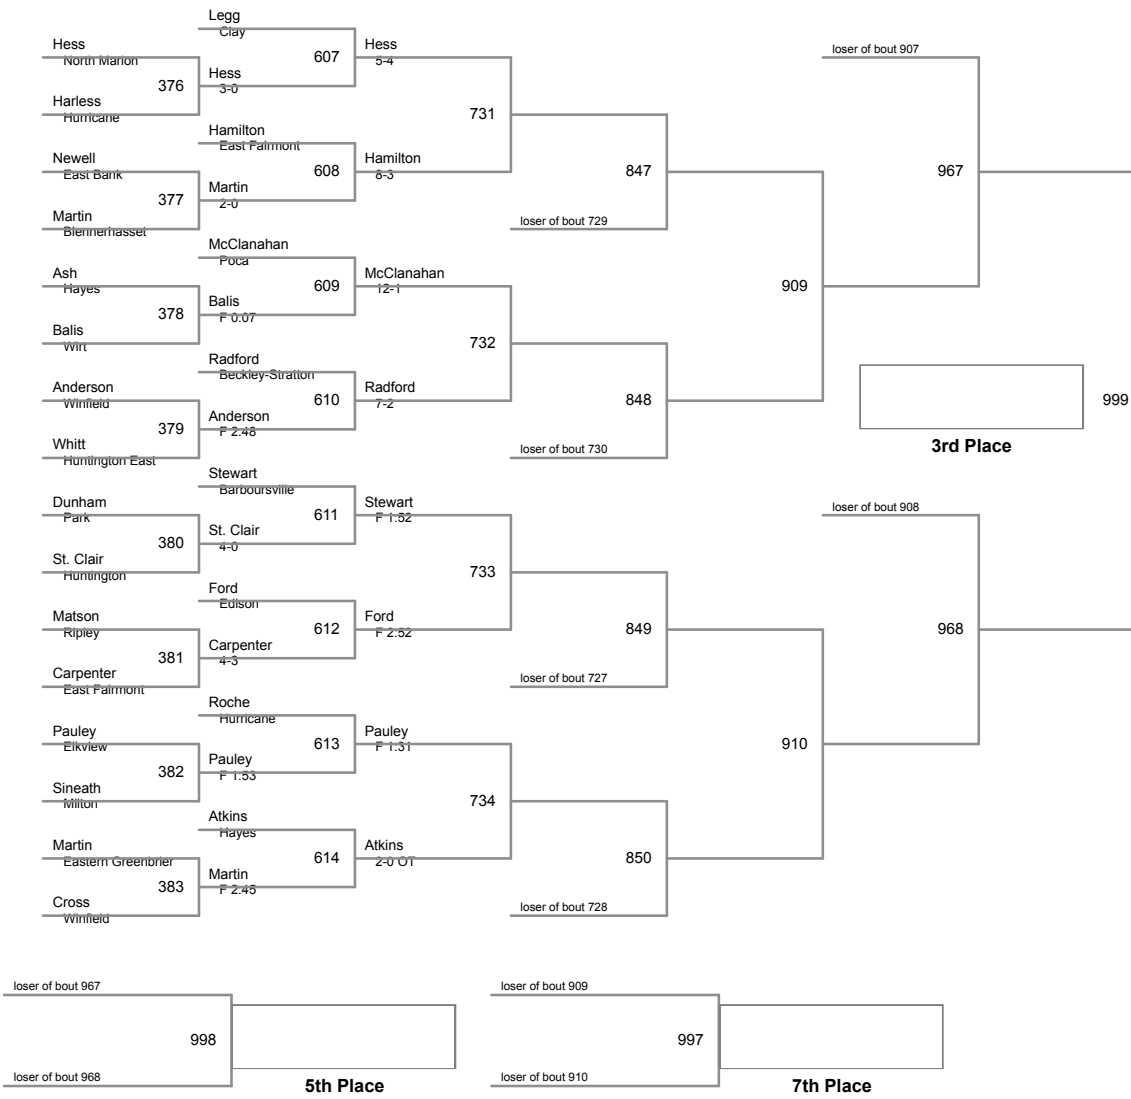 Legg
Clay
Hess
North Marion
607
Hess
5-4
loser of bout 907
376
Hess
3-0
Harless
Hurricane
731
Hamilton
East Fairmont
Newell
East Bank
608
Hamilton
8-3
847
967
377
Martin
2-0
Martin
Blennerhasset
loser of bout 729
McClanahan
Poca
Ash
Hayes
609
McClanahan
12-1
909
378
Balis
F 0:07
Balis
Wirt
732
Radford
Beckley-Stratton
Anderson
Winfield
610
Radford
7-2
848
999
379
Anderson
F 2:48
Whitt
Huntington East
loser of bout 730
3rd Place
Stewart
Barboursville
Dunham
Park
611
Stewart
F 1:52
loser of bout 908
380
St. Clair
4-0
St. Clair
Huntington
733
Ford
Edison
Matson
Ripley
612
Ford
F 2:52
849
968
381
Carpenter
4-3
Carpenter
East Fairmont
loser of bout 727
Roche
Hurricane
Pauley
Elkview
613
Pauley
F 1:31
910
382
Pauley
F 1:53
Sineath
Milton
734
Atkins
Hayes
Martin
Eastern Greenbrier
614
Atkins
2-0 OT
850
383
Martin
F 2:45
Cross
Winfield
loser of bout 728
loser of bout 967
998
loser of bout 968
5th Place
loser of bout 909
997
loser of bout 910
7th Place